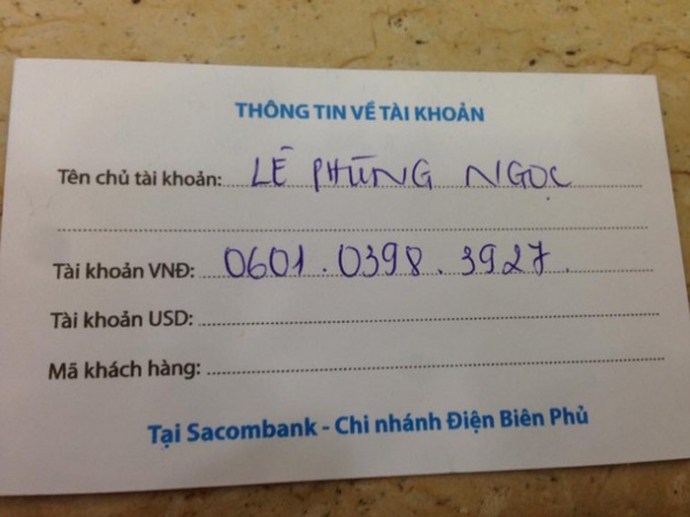 THÔNG TIN VỀ TÀI KHOẢN
Tên chủ tài khoản: LÊ PHÙNG NGỌC
Tài khoản VNĐ: 0601.0398.3927.
Tài khoản USD:
Mã khách hàng:
Tại Sacombank - Chi nhánh Điện Biên Phủ